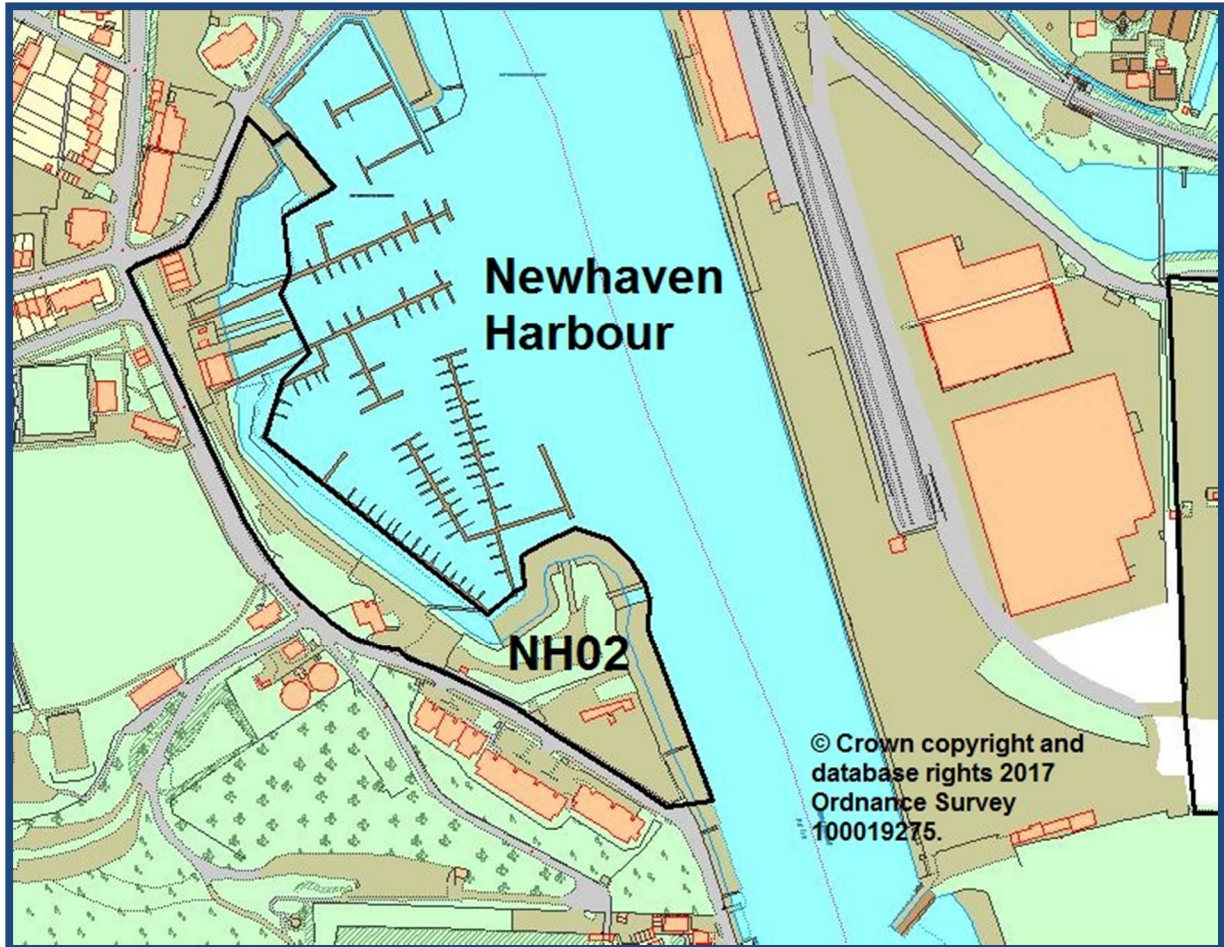 Newhaven
Harbour
NH02
© Crown copyright and
database rights 2017
Ordnance Survey
100019275.